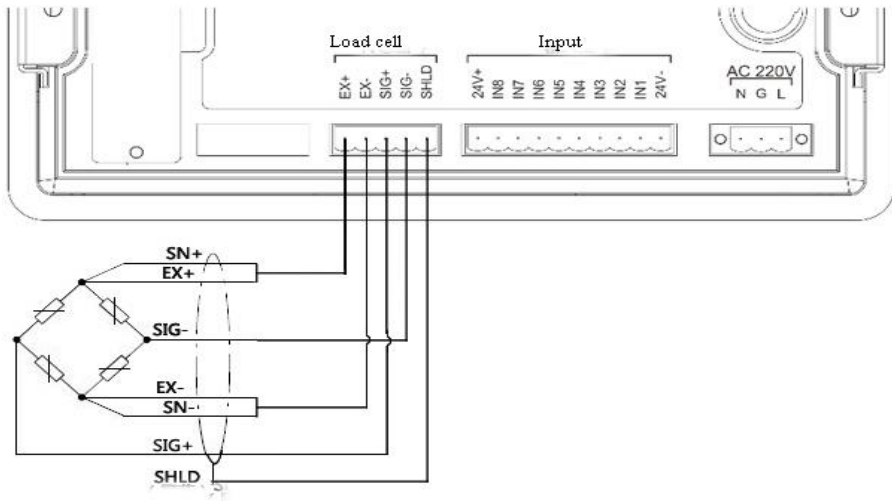 Load cell
Input
EX+
EX-
SIG+
SIG-
SHLD
24V+
IN8
IN7
IN6
IN5
IN4
IN3
IN2
IN1
24V-
AC 220V
N G L
SN+
EX+
SIG-
EX-
SN-
SIG+
SHLD